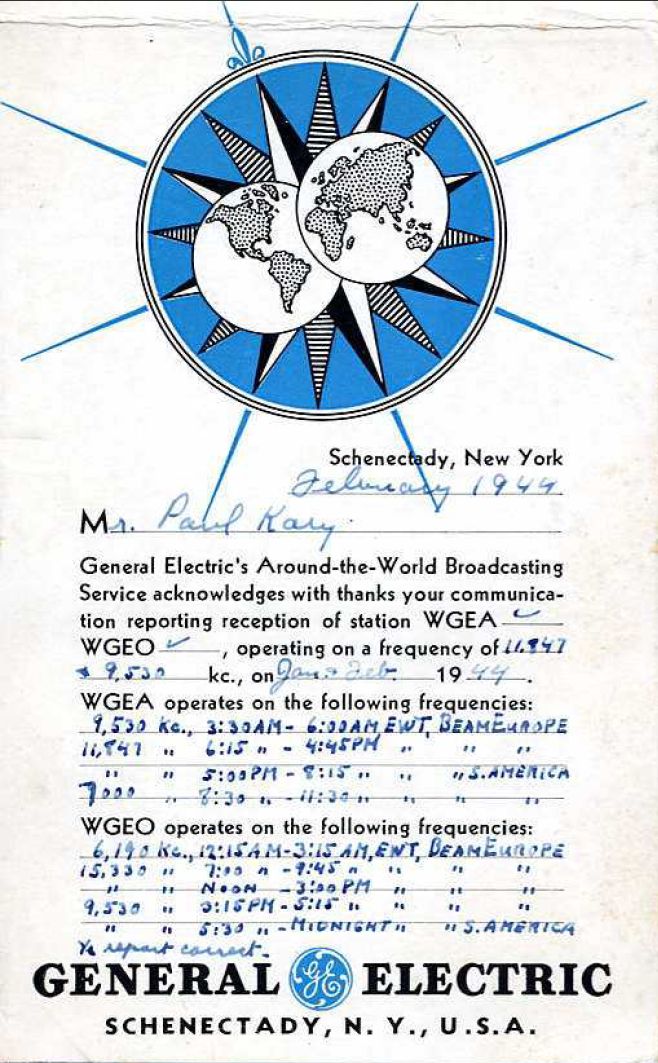 Schenectady, New York
February 1944
Mr. Paul Kary
General Electric's Around-the-World Broadcasting
Service acknowledges with thanks your communica-
tion reporting reception of station WGEA ✓
WGEO ✓, operating on a frequency of 11,847
& 9,530 kc., on Jan & Feb. 1944.
WGEA operates on the following frequencies:
9,530 Kc., 3:30AM - 6:00AM EWT, BEAM EUROPE
11,847 " 6:15 " - 4:45PM " " "
" " 5:00PM - 8:15 " " " S. AMERICA
7000 " 8:30 " - 11:30 " " " "
WGEO operates on the following frequencies:
6,190 Kc., 12:15AM - 3:15AM, EWT, BEAM EUROPE
15,330 " 7:00 " - 9:45 " " " "
" " NOON - 3:00PM " " "
9,530 " 3:15PM - 5:15 " " " "
" " 5:30 " - MIDNIGHT " " S. AMERICA
Yr report correct.
GENERAL GE ELECTRIC
SCHENECTADY, N. Y., U.S.A.